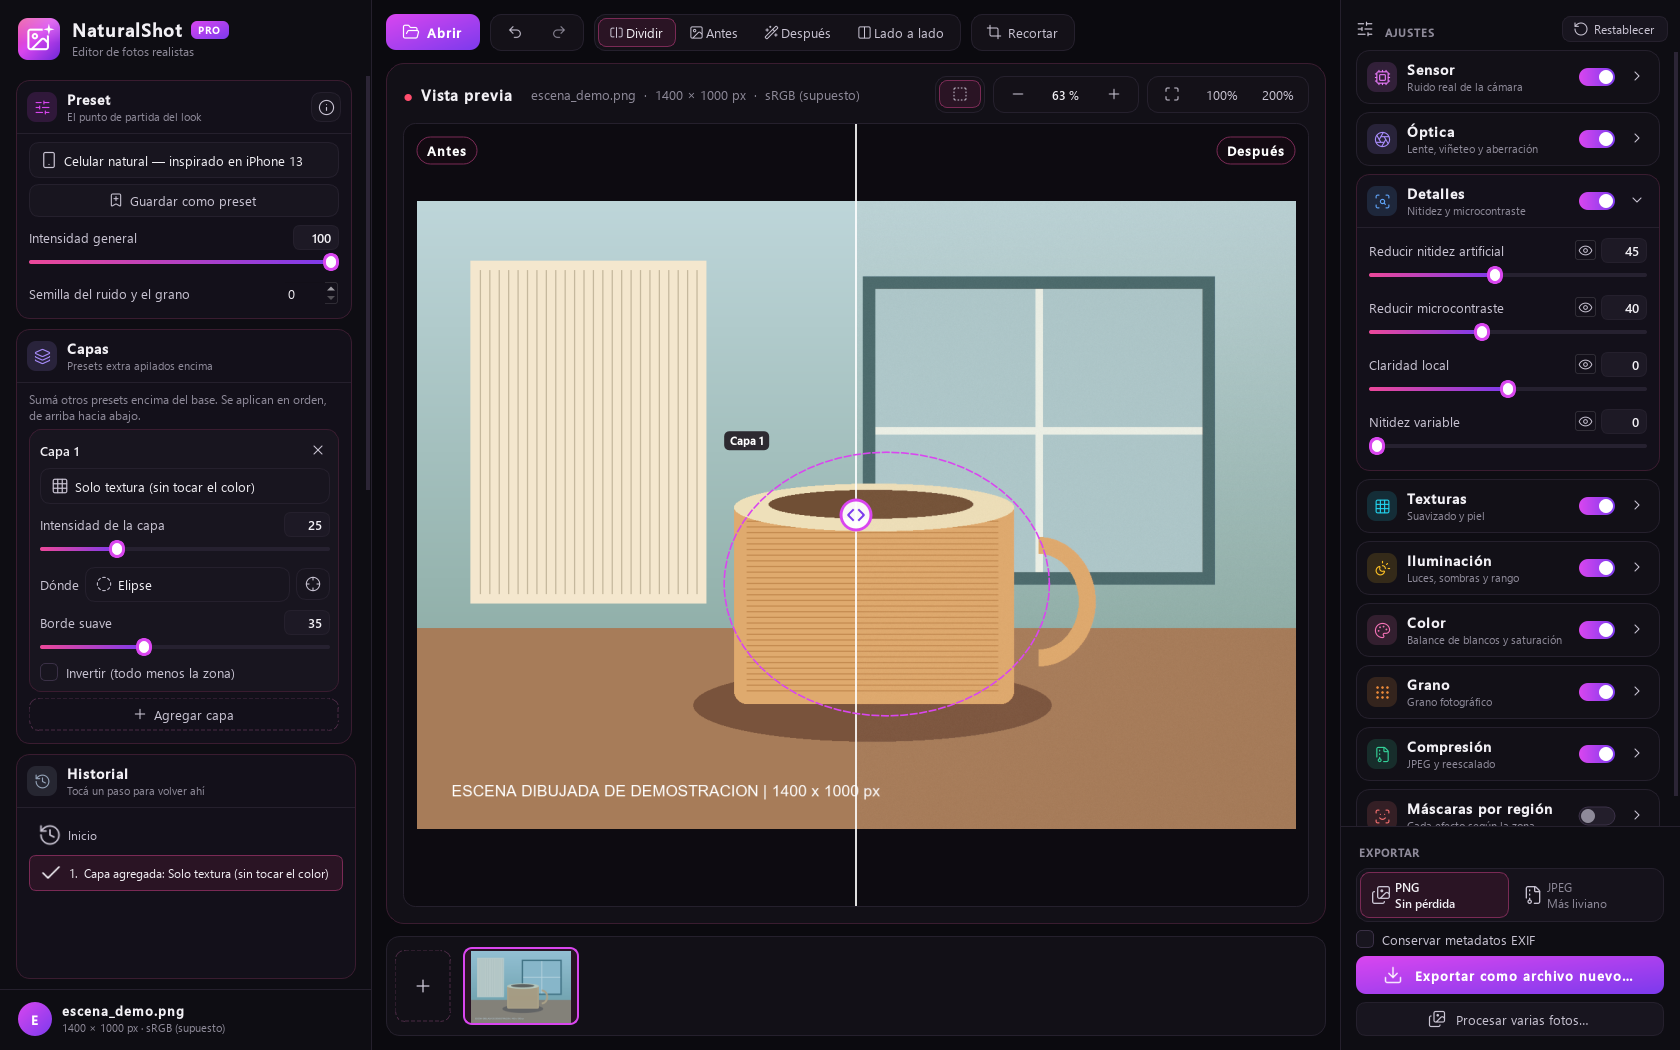 NaturalShot PRO
Editor de fotos realistas
Preset
El punto de partida del look
Celular natural — inspirado en iPhone 13
Guardar como preset
Intensidad general 100
Semilla del ruido y el grano 0
Capas
Presets extra apilados encima
Sumá otros presets encima del base. Se aplican en orden,
de arriba hacia abajo.
Capa 1
Solo textura (sin tocar el color)
Intensidad de la capa 25
Dónde Elipse
Borde suave 35
Invertir (todo menos la zona)
Agregar capa
Historial
Tocá un paso para volver ahí
Inicio
1. Capa agregada: Solo textura (sin tocar el color)
E
escena_demo.png
1400 × 1000 px · sRGB (supuesto)
Abrir
Dividir
Antes
Después
Lado a lado
Recortar
Vista previa escena_demo.png · 1400 × 1000 px · sRGB (supuesto)
63 %
100%
200%
Antes
Después
Capa 1
ESCENA DIBUJADA DE DEMOSTRACION | 1400 x 1000 px
AJUSTES
Restablecer
Sensor
Ruido real de la cámara
Óptica
Lente, viñeteo y aberración
Detalles
Nitidez y microcontraste
Reducir nitidez artificial 45
Reducir microcontraste 40
Claridad local 0
Nitidez variable 0
Texturas
Suavizado y piel
Iluminación
Luces, sombras y rango
Color
Balance de blancos y saturación
Grano
Grano fotográfico
Compresión
JPEG y reescalado
Máscaras por región
Cada efecto según la zona
EXPORTAR
PNG
Sin pérdida
JPEG
Más liviano
Conservar metadatos EXIF
Exportar como archivo nuevo...
Procesar varias fotos...